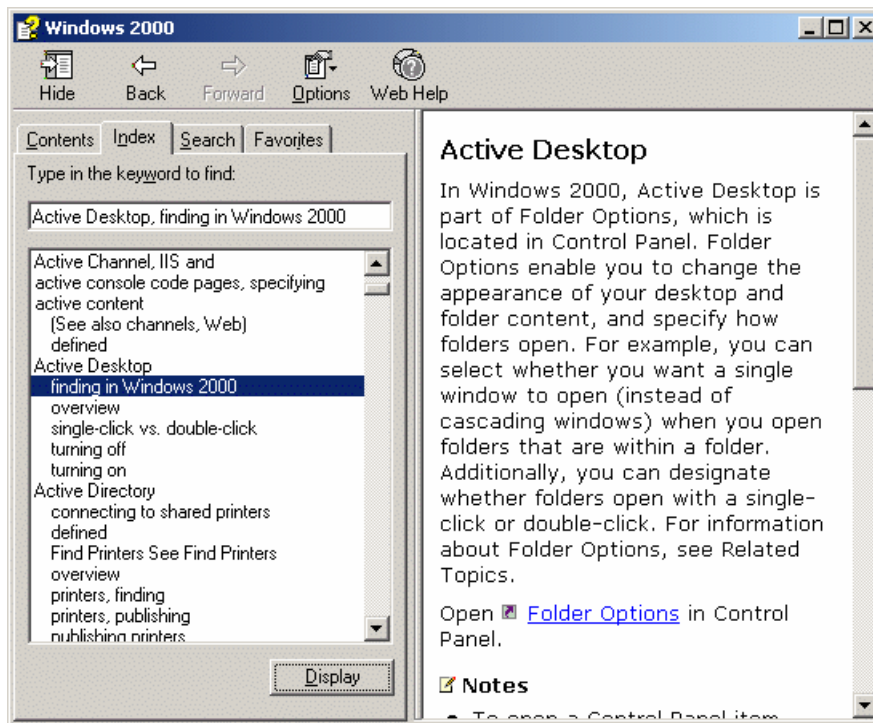 Windows 2000
Hide Back Forward Options Web Help
Contents Index Search Favorites
Type in the keyword to find:
Active Desktop, finding in Windows 2000
Active Channel, IIS and
active console code pages, specifying
active content
(See also channels, Web)
defined
Active Desktop
finding in Windows 2000
overview
single-click vs. double-click
turning off
turning on
Active Directory
connecting to shared printers
defined
Find Printers See Find Printers
overview
printers, finding
printers, publishing
publishing printers
Display
Active Desktop
In Windows 2000, Active Desktop is
part of Folder Options, which is
located in Control Panel. Folder
Options enable you to change the
appearance of your desktop and
folder content, and specify how
folders open. For example, you can
select whether you want a single
window to open (instead of
cascading windows) when you open
folders that are within a folder.
Additionally, you can designate
whether folders open with a single-
click or double-click. For information
about Folder Options, see Related
Topics.
Open Folder Options in Control
Panel.
Notes
• To open a Control Panel item